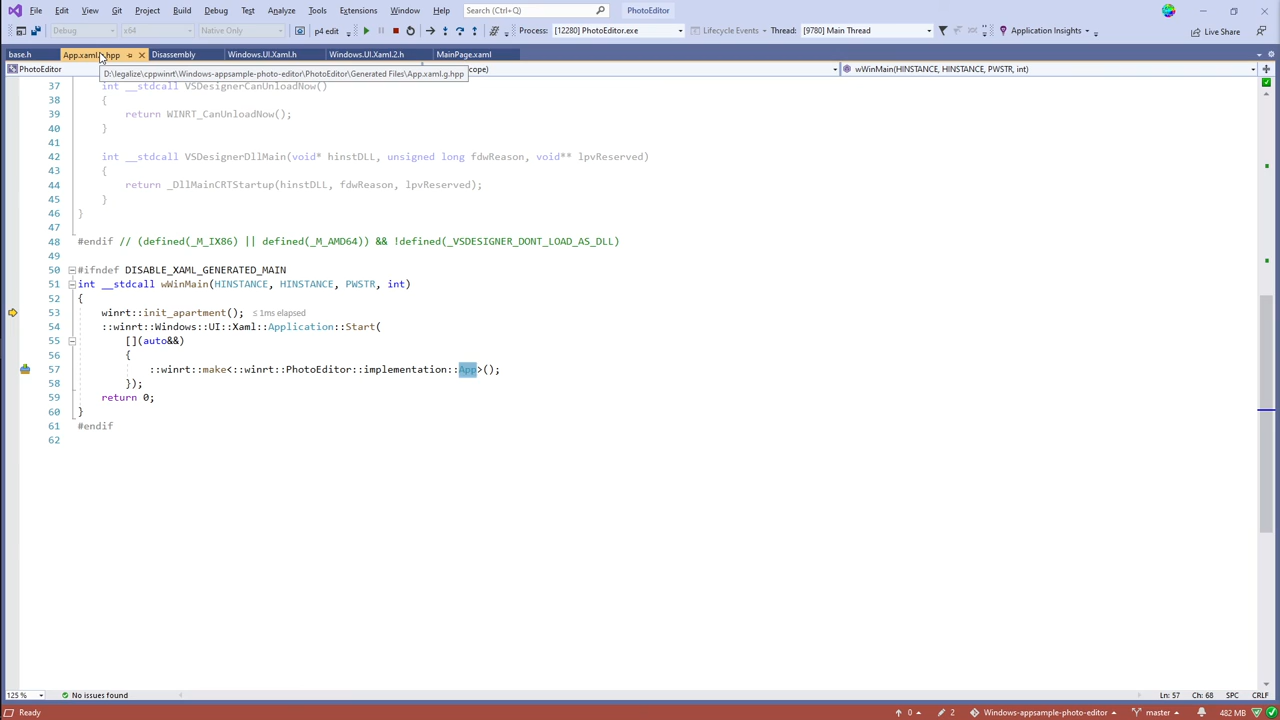 File Edit View Git Project Build Debug Test Analyze Tools Extensions Window Help Search (Ctrl+Q) PhotoEditor
Debug x64 Native Only p4 edit Process: [12280] PhotoEditor.exe Lifecycle Events Thread: [9780] Main Thread Application Insights Live Share
base.h App.xaml hpp Disassembly Windows.UI.Xaml.h Windows.UI.Xaml.2.h MainPage.xaml
PhotoEditor cope) wWinMain(HINSTANCE, HINSTANCE, PWSTR, int)
D:\legalize\cppwinrt\Windows-appsample-photo-editor\PhotoEditor\Generated Files\App.xaml.g.hpp
37 int __stdcall VSDesignerCanUnloadNow()
38 {
39 return WINRT_CanUnloadNow();
40 }
41
42 int __stdcall VSDesignerDllMain(void* hinstDLL, unsigned long fdwReason, void** lpvReserved)
43 {
44 return _DllMainCRTStartup(hinstDLL, fdwReason, lpvReserved);
45 }
46 }
47
48 #endif // (defined(_M_IX86) || defined(_M_AMD64)) && !defined(_VSDESIGNER_DONT_LOAD_AS_DLL)
49
50 #ifndef DISABLE_XAML_GENERATED_MAIN
51 int __stdcall wWinMain(HINSTANCE, HINSTANCE, PWSTR, int)
52 {
53 winrt::init_apartment(); ≤1ms elapsed
54 ::winrt::Windows::UI::Xaml::Application::Start(
55 [](auto&&)
56 {
57 ::winrt::make<::winrt::PhotoEditor::implementation::App>();
58 });
59 return 0;
60 }
61 #endif
62
125 % No issues found Ln: 57 Ch: 68 SPC CRLF
Ready 0 2 Windows-appsample-photo-editor master 482 MB